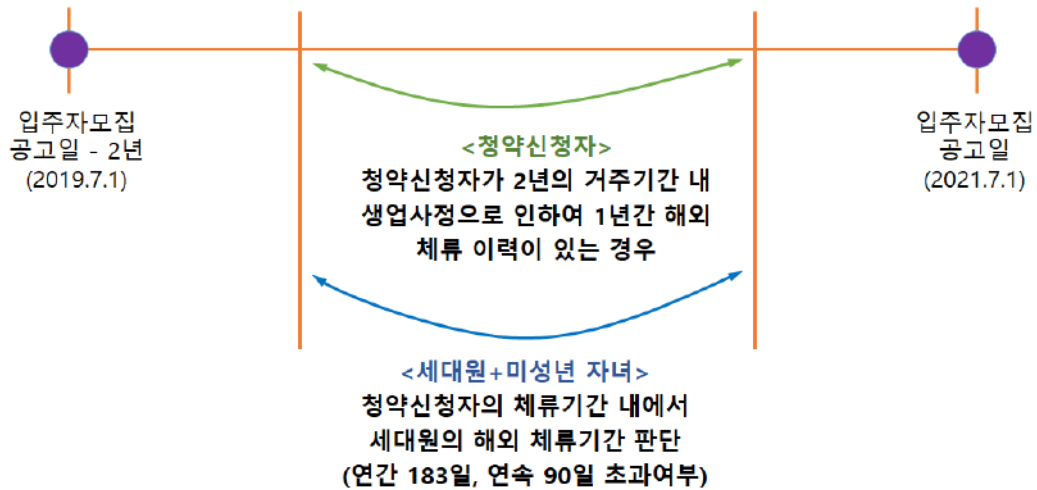 입주자모집
공고일 - 2년
(2019.7.1)
입주자모집
공고일
(2021.7.1)
<청약신청자>
청약신청자가 2년의 거주기간 내
생업사정으로 인하여 1년간 해외
체류 이력이 있는 경우
<세대원+미성년 자녀>
청약신청자의 체류기간 내에서
세대원의 해외 체류기간 판단
(연간 183일, 연속 90일 초과여부)